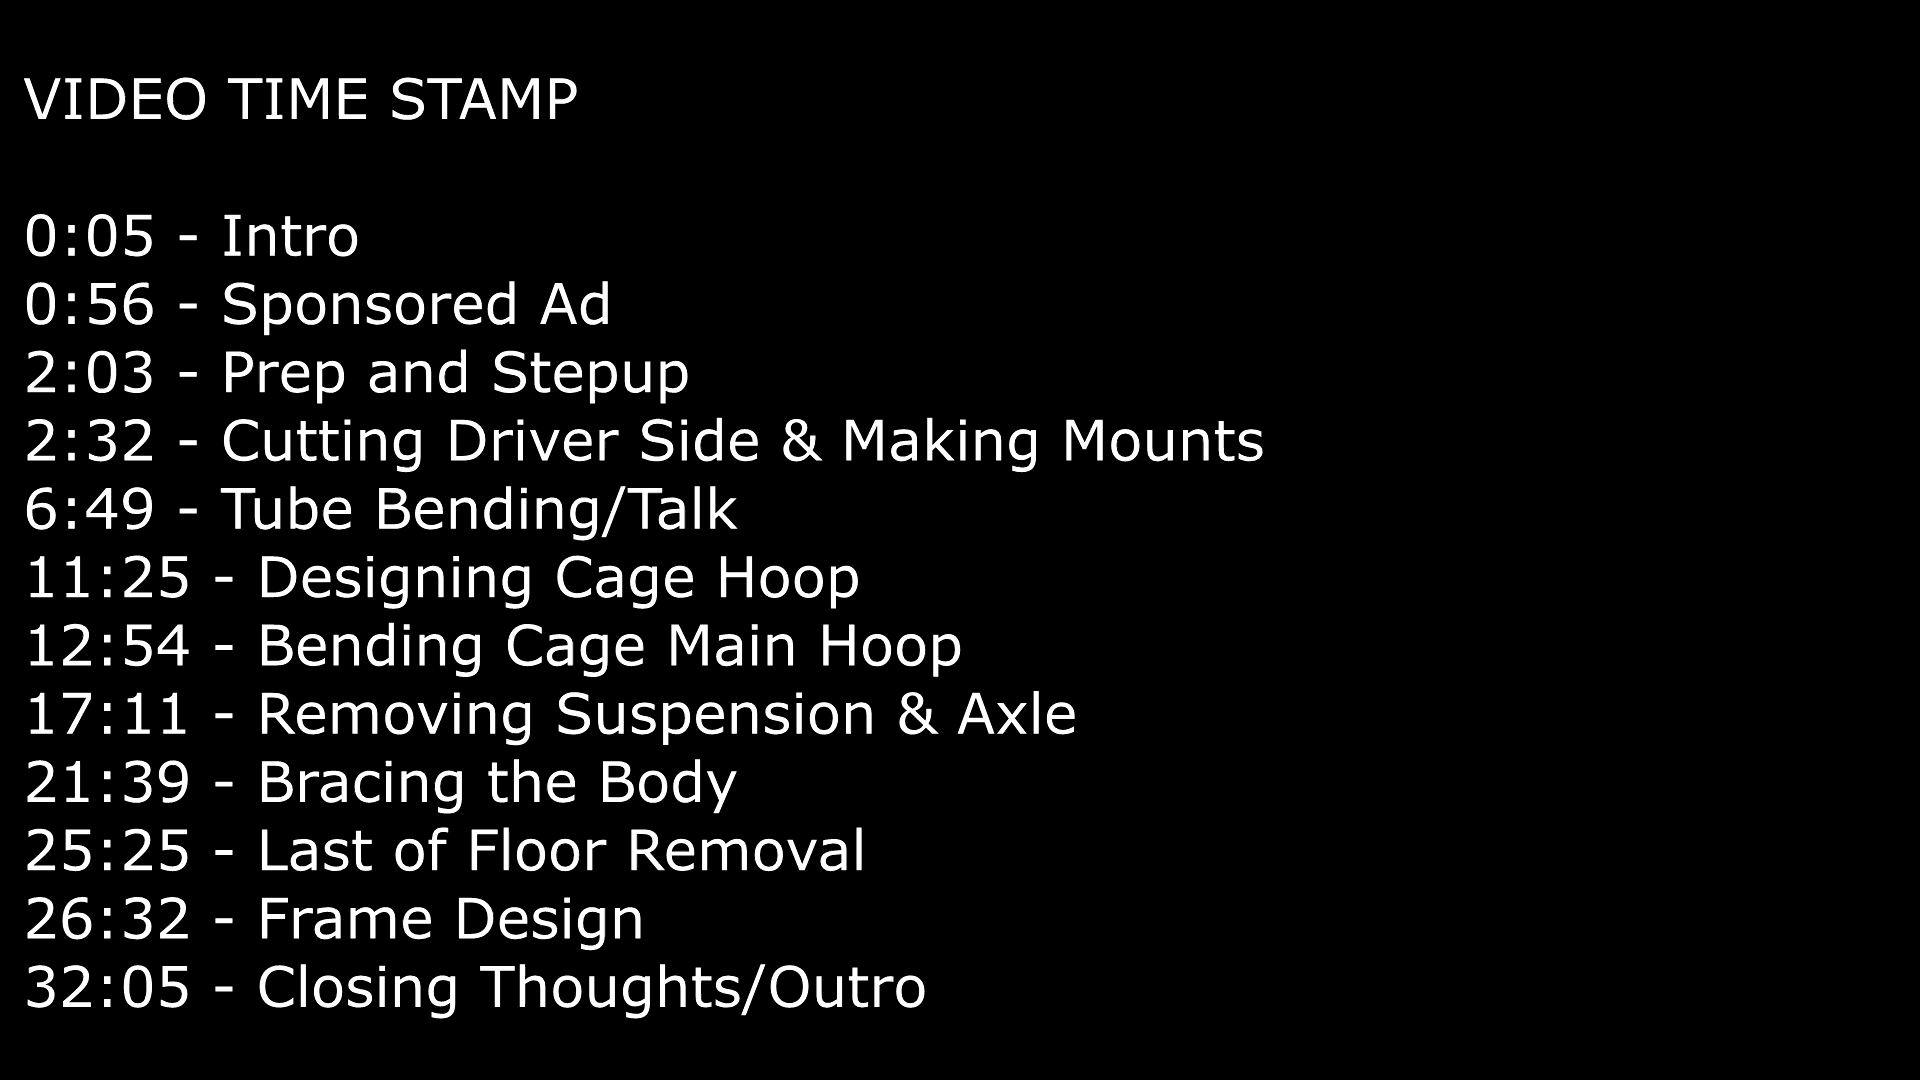 VIDEO TIME STAMP
0:05 - Intro
0:56 - Sponsored Ad
2:03 - Prep and Stepup
2:32 - Cutting Driver Side & Making Mounts
6:49 - Tube Bending/Talk
11:25 - Designing Cage Hoop
12:54 - Bending Cage Main Hoop
17:11 - Removing Suspension & Axle
21:39 - Bracing the Body
25:25 - Last of Floor Removal
26:32 - Frame Design
32:05 - Closing Thoughts/Outro